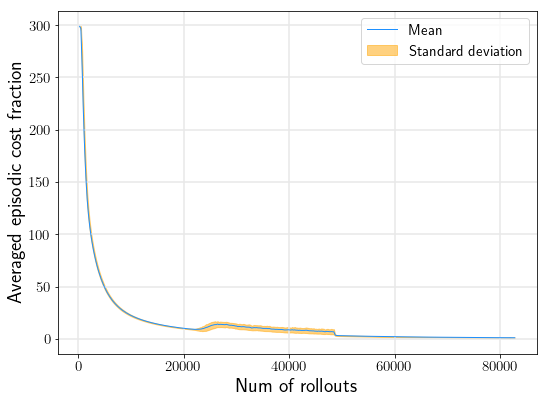 Mean
Standard deviation
300
250
200
150
100
50
0
Averaged episodic cost fraction
0 20000 40000 60000 80000
Num of rollouts